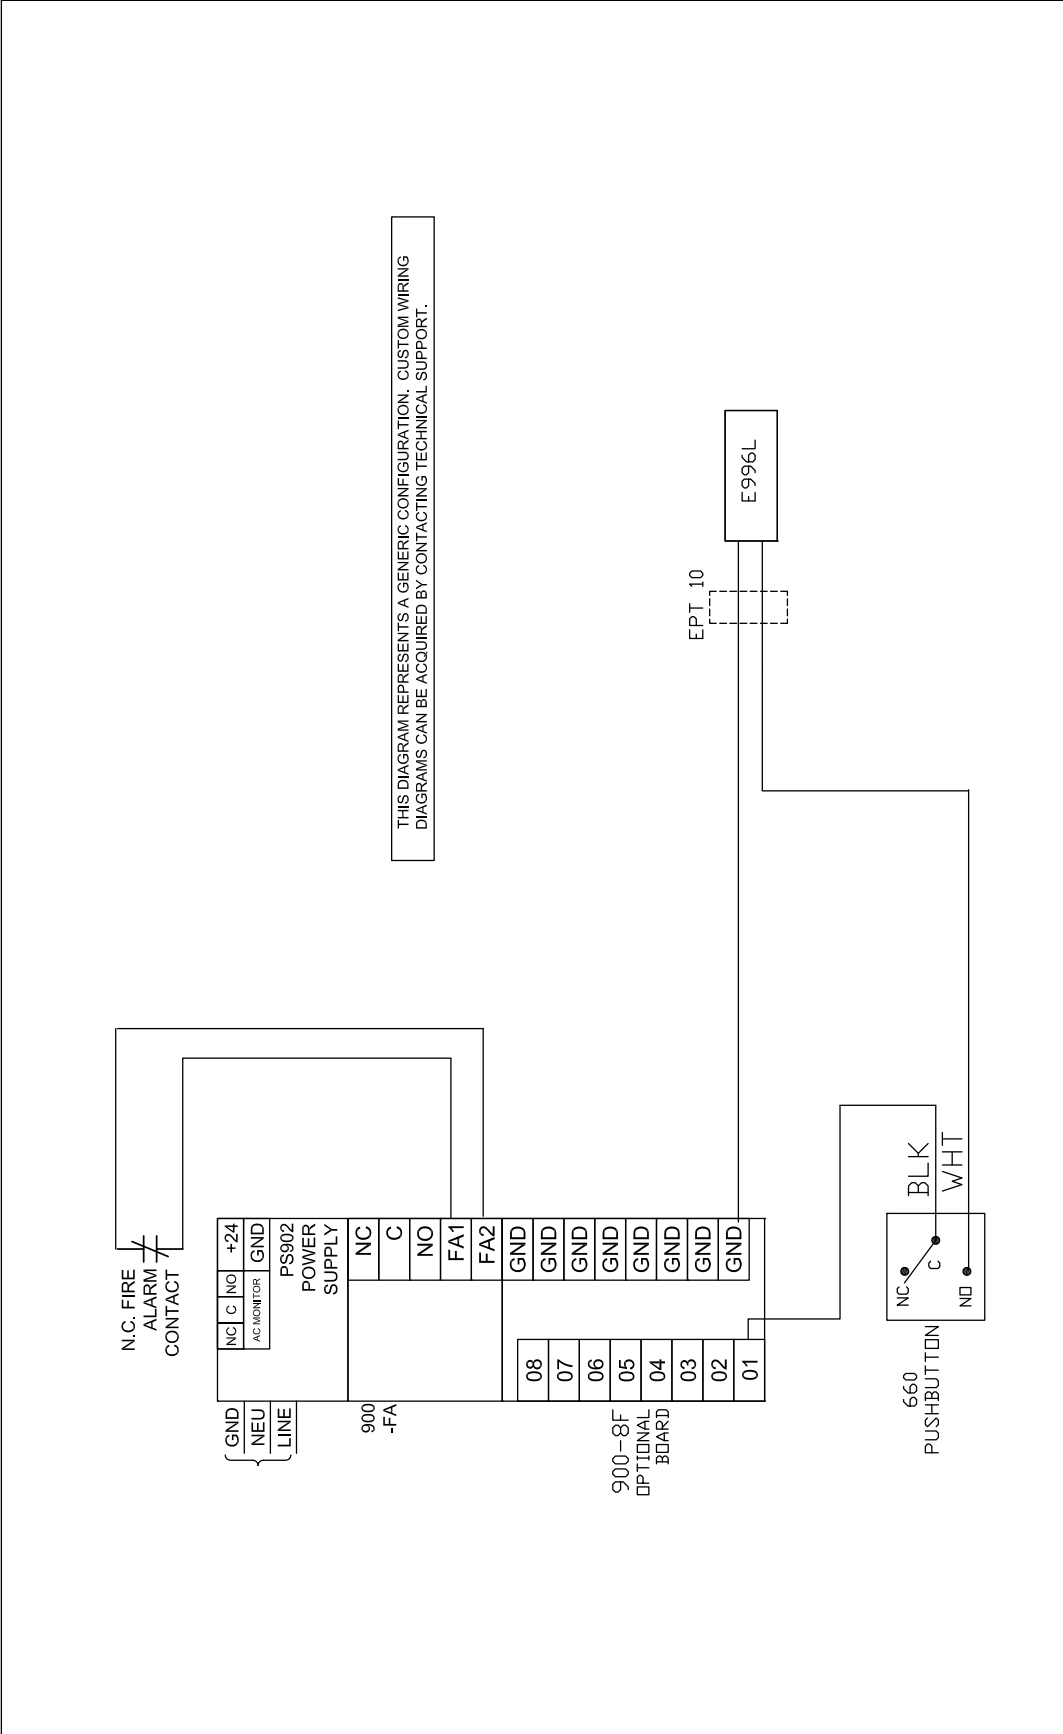 N.C. FIRE
ALARM
CONTACT
GND
NEU
LINE
NC
C
NO
+24
AC MONITOR
GND
PS902
POWER
SUPPLY
900
-FA
NC
C
NO
FA1
FA2
GND
GND
GND
GND
GND
GND
GND
GND
900-8F
OPTIONAL
BOARD
08
07
06
05
04
03
02
01
THIS DIAGRAM REPRESENTS A GENERIC CONFIGURATION. CUSTOM WIRING
DIAGRAMS CAN BE ACQUIRED BY CONTACTING TECHNICAL SUPPORT.
EPT 10
E996L
BLK
WHT
NC
C
NO
660
PUSHBUTTON